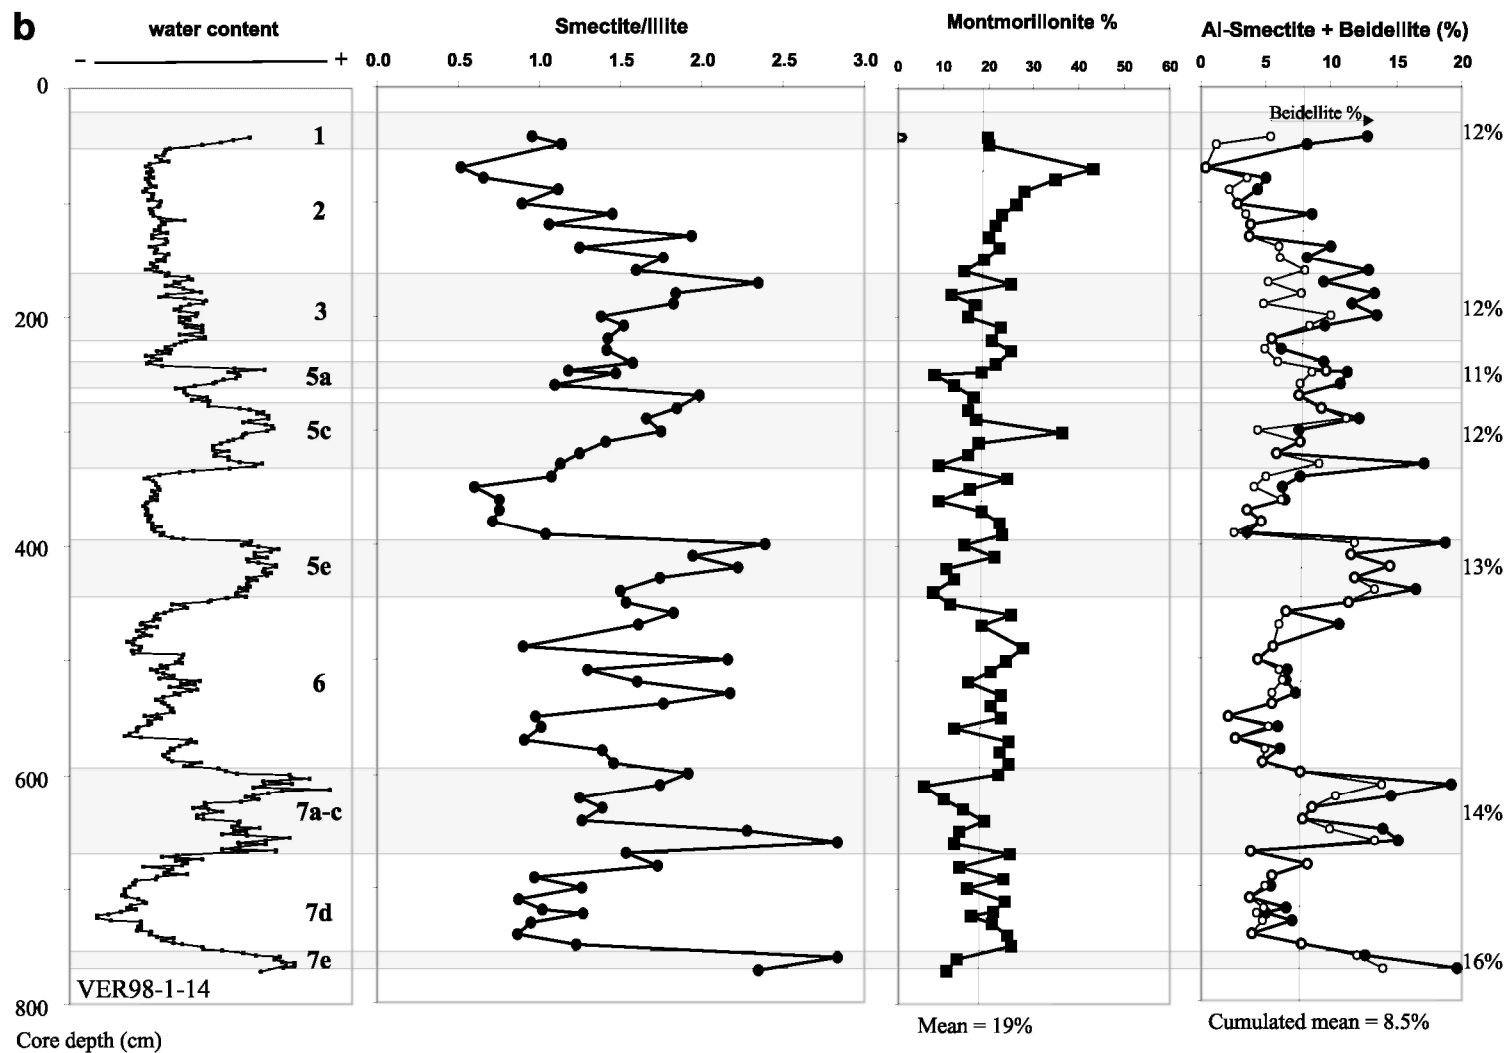 b
water content
Smectite/Illite
Montmorillonite %
Al-Smectite + Beidellite (%)
− +
0.0 0.5 1.0 1.5 2.0 2.5 3.0
0 10 20 30 40 50 60
0 5 10 15 20
0
200
400
600
800
Beidellite %
1
2
3
5a
5c
5e
6
7a-c
7d
7e
0
12%
12%
11%
12%
13%
14%
16%
VER98-1-14
Mean = 19%
Cumulated mean = 8.5%
Core depth (cm)